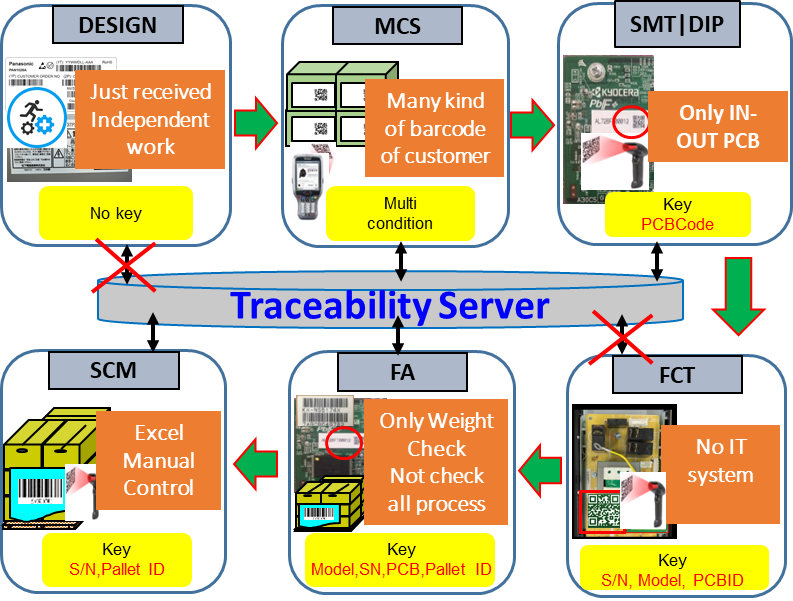 DESIGN
Panasonic
Just received
Independent
work
No key
MCS
Many kind
of barcode
of customer
Multi
condition
SMT|DIP
KYOCERA
Only IN-
OUT PCB
Key
PCBCode
Traceability Server
SCM
Excel
Manual
Control
Key
S/N,Pallet ID
FA
Only Weight
Check
Not check
all process
Key
Model,SN,PCB,Pallet ID
FCT
No IT
system
Key
S/N, Model, PCBID